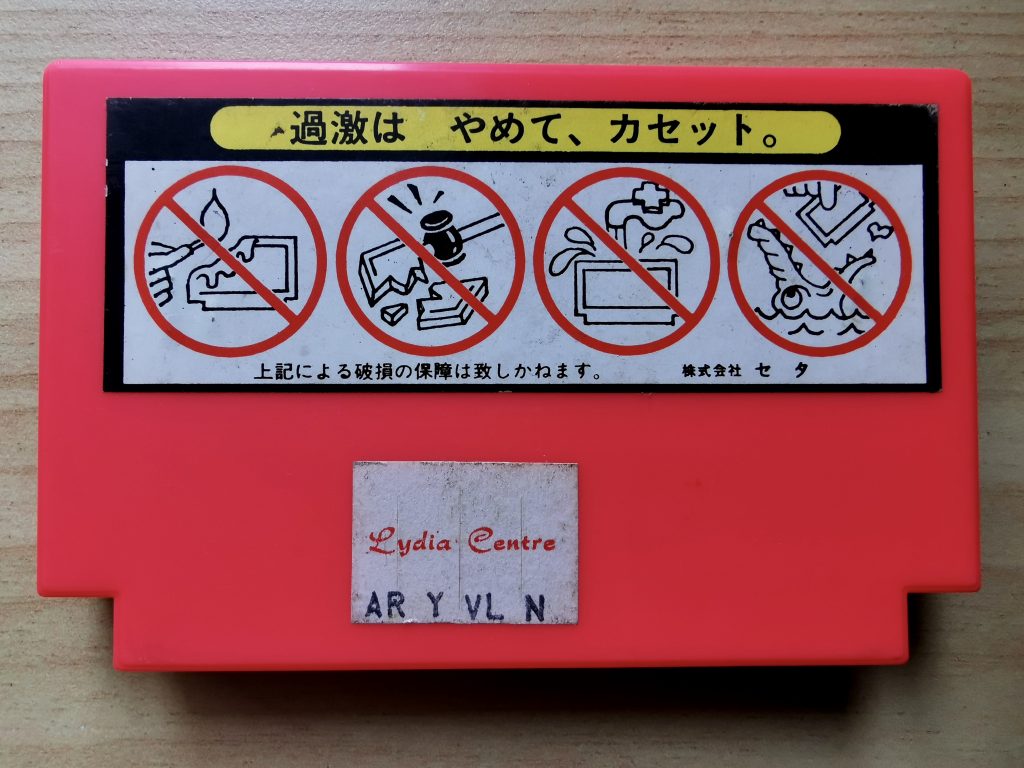 過激は　やめて、カセット。
上記による破損の保障は致しかねます。　株式会社 セタ
Lydia Centre
AR Y VL N